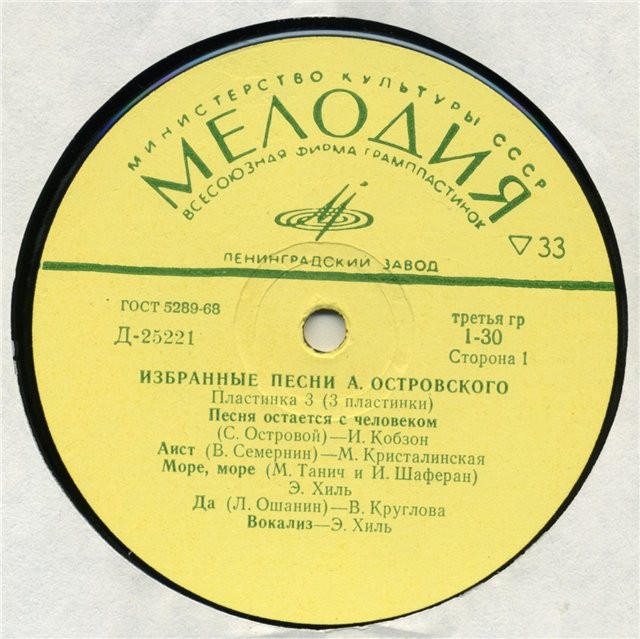 МИНИСТЕРСТВО КУЛЬТУРЫ СССР
МЕЛОДИЯ
ВСЕСОЮЗНАЯ ФИРМА ГРАМПЛАСТИНОК
33
ЛЕНИНГРАДСКИЙ ЗАВОД
ГОСТ 5289-68
Д-25221
третья гр
1-30
Сторона 1
ИЗБРАННЫЕ ПЕСНИ А. ОСТРОВСКОГО
Пластинка 3 (3 пластинки)
Песня остается с человеком
(С. Островой)—И. Кобзон
Аист (В. Семернин)—М. Кристалинская
Море, море (М. Танич и И. Шаферан)
Э. Хиль
Да (Л. Ошанин)—В. Круглова
Вокализ—Э. Хиль